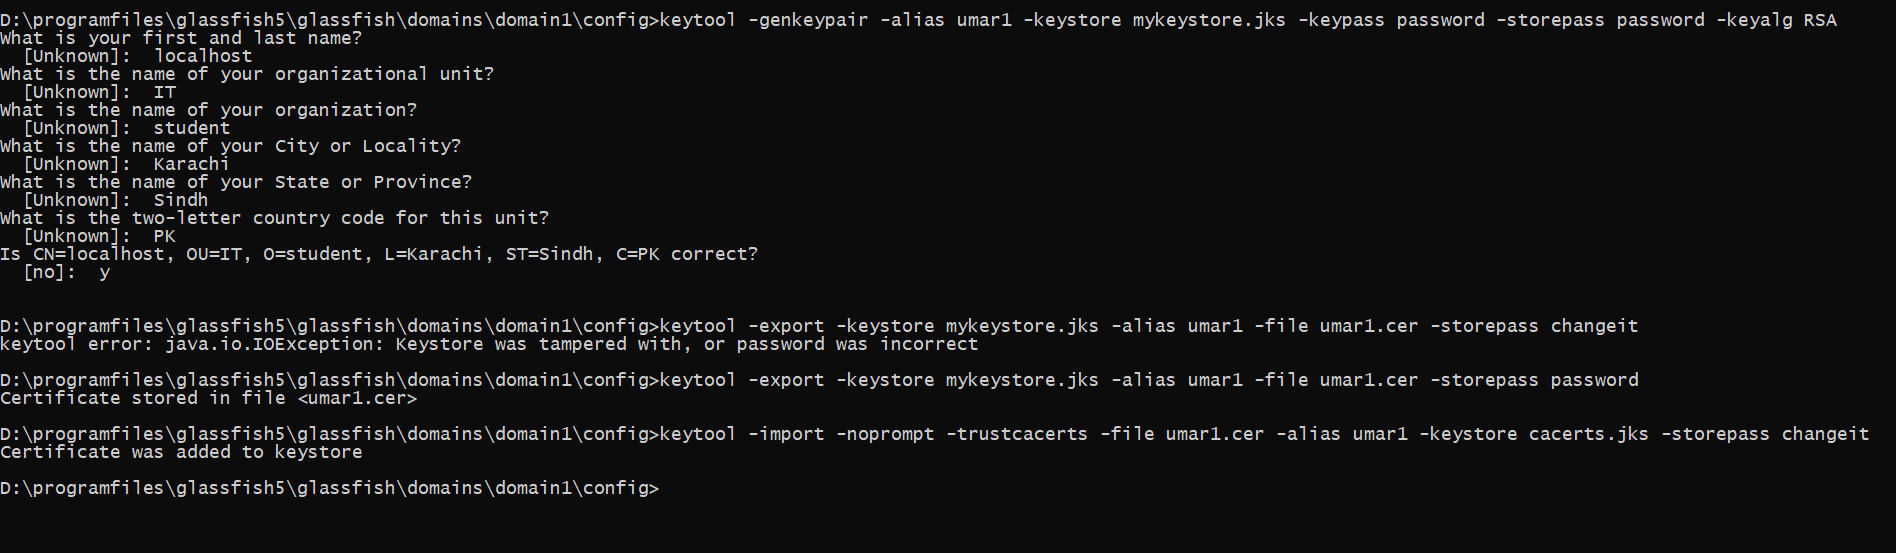 D:\programfiles\glassfish5\glassfish\domains\domain1\config>keytool -genkeypair -alias umar1 -keystore mykeystore.jks -keypass password -storepass password -keyalg RSA
What is your first and last name?
  [Unknown]:  localhost
What is the name of your organizational unit?
  [Unknown]:  IT
What is the name of your organization?
  [Unknown]:  student
What is the name of your City or Locality?
  [Unknown]:  Karachi
What is the name of your State or Province?
  [Unknown]:  Sindh
What is the two-letter country code for this unit?
  [Unknown]:  PK
Is CN=localhost, OU=IT, O=student, L=Karachi, ST=Sindh, C=PK correct?
  [no]:  y
D:\programfiles\glassfish5\glassfish\domains\domain1\config>keytool -export -keystore mykeystore.jks -alias umar1 -file umar1.cer -storepass changeit
keytool error: java.io.IOException: Keystore was tampered with, or password was incorrect
D:\programfiles\glassfish5\glassfish\domains\domain1\config>keytool -export -keystore mykeystore.jks -alias umar1 -file umar1.cer -storepass password
Certificate stored in file <umar1.cer>
D:\programfiles\glassfish5\glassfish\domains\domain1\config>keytool -import -noprompt -trustcacerts -file umar1.cer -alias umar1 -keystore cacerts.jks -storepass changeit
Certificate was added to keystore
D:\programfiles\glassfish5\glassfish\domains\domain1\config>